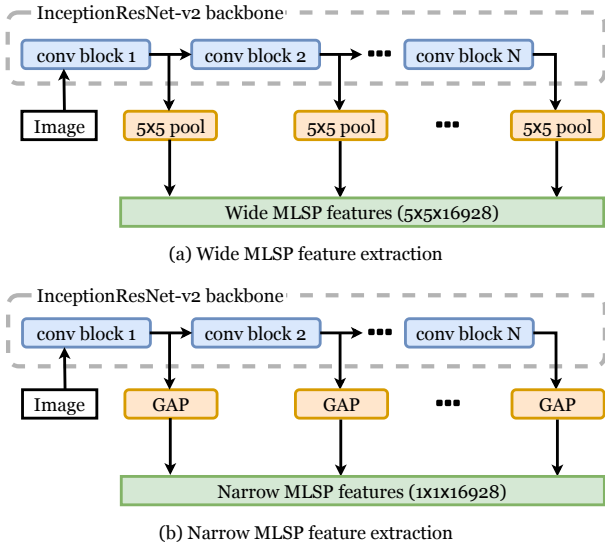 InceptionResNet-v2 backbone
conv block 1
conv block 2
conv block N
Image
5x5 pool
5x5 pool
5x5 pool
Wide MLSP features (5x5x16928)
(a) Wide MLSP feature extraction
InceptionResNet-v2 backbone
conv block 1
conv block 2
conv block N
Image
GAP
GAP
GAP
Narrow MLSP features (1x1x16928)
(b) Narrow MLSP feature extraction